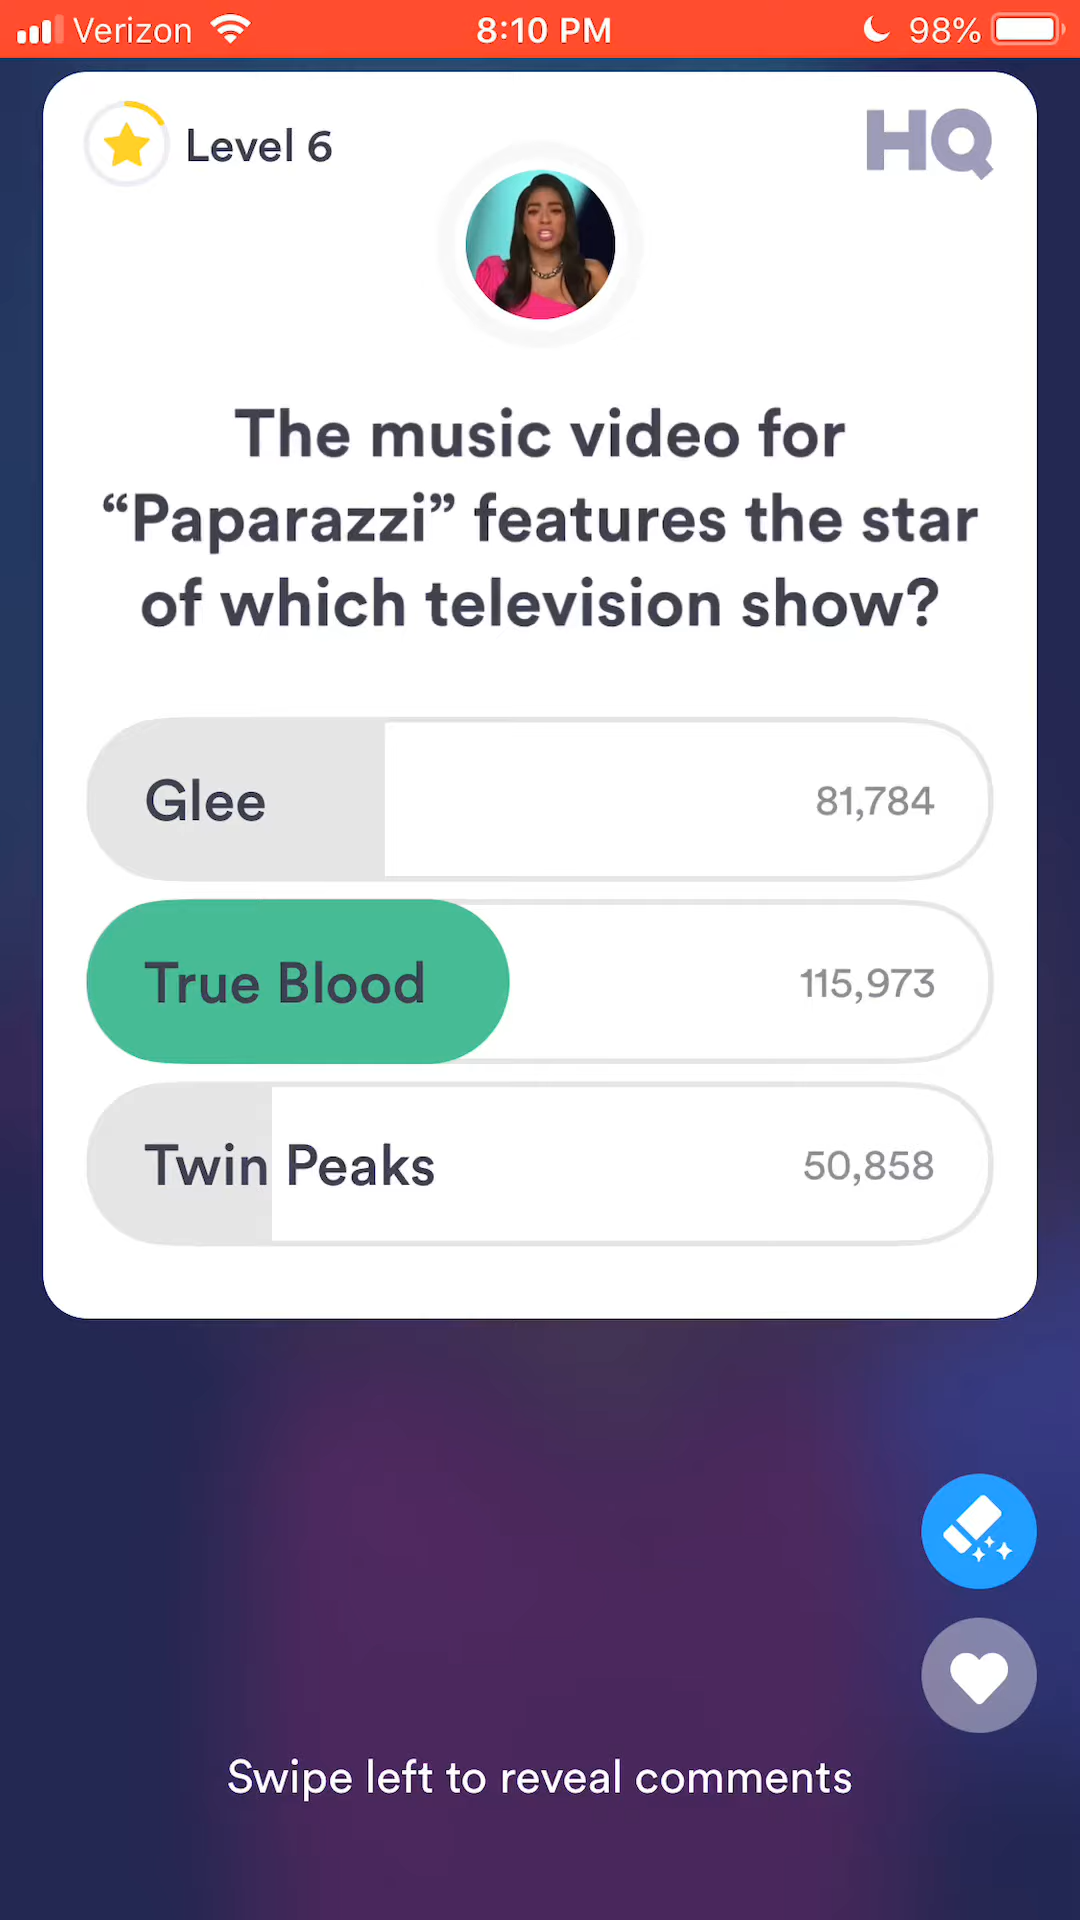 Verizon 8:10 PM 98%
Level 6 HQ
The music video for
“Paparazzi” features the star
of which television show?
Glee 81,784
True Blood 115,973
Twin Peaks 50,858
Swipe left to reveal comments